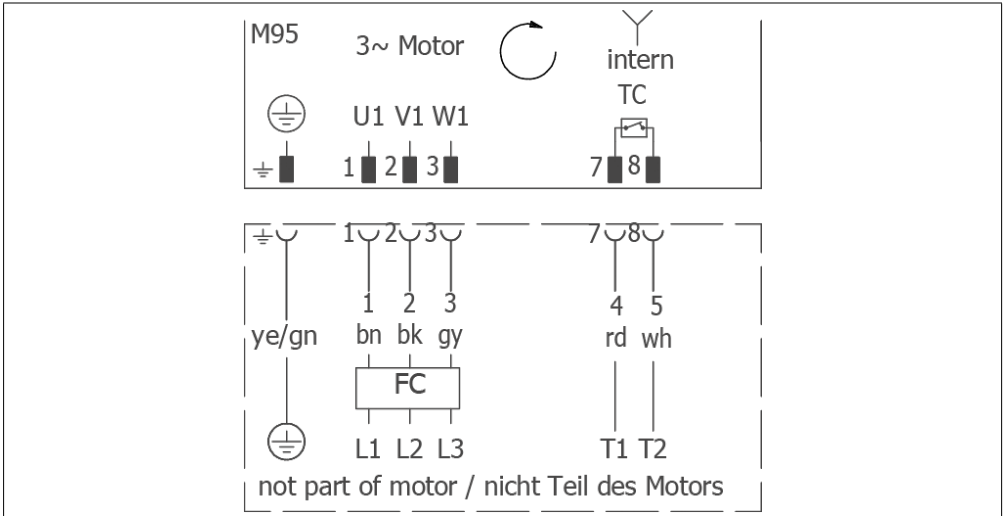 M95
3~ Motor
intern
TC
U1 V1 W1
1 2 3 7 8
1 2 3 7 8
1 2 3 4 5
ye/gn bn bk gy rd wh
FC
L1 L2 L3 T1 T2
not part of motor / nicht Teil des Motors